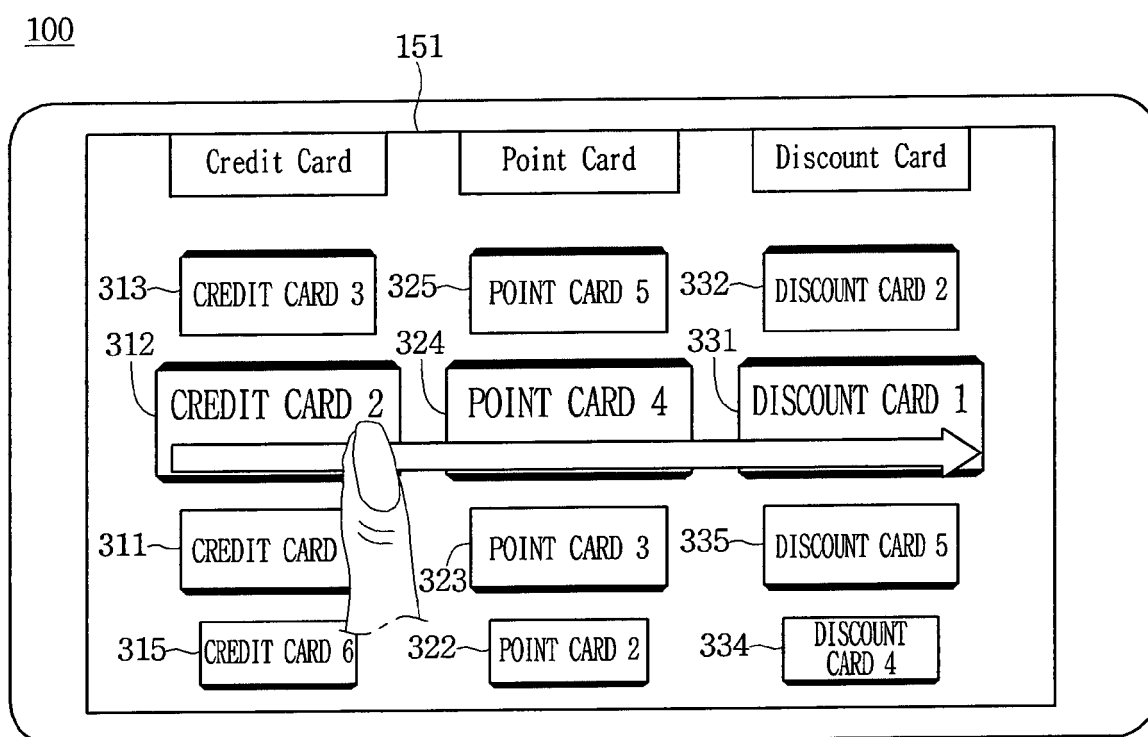 100
151
Credit Card Point Card Discount Card
313 CREDIT CARD 3 325 POINT CARD 5 332 DISCOUNT CARD 2
312 324 331
CREDIT CARD 2 POINT CARD 4 DISCOUNT CARD 1
311 CREDIT CARD 323 POINT CARD 3 335 DISCOUNT CARD 5
315 CREDIT CARD 6 322 POINT CARD 2 334 DISCOUNT
CARD 4